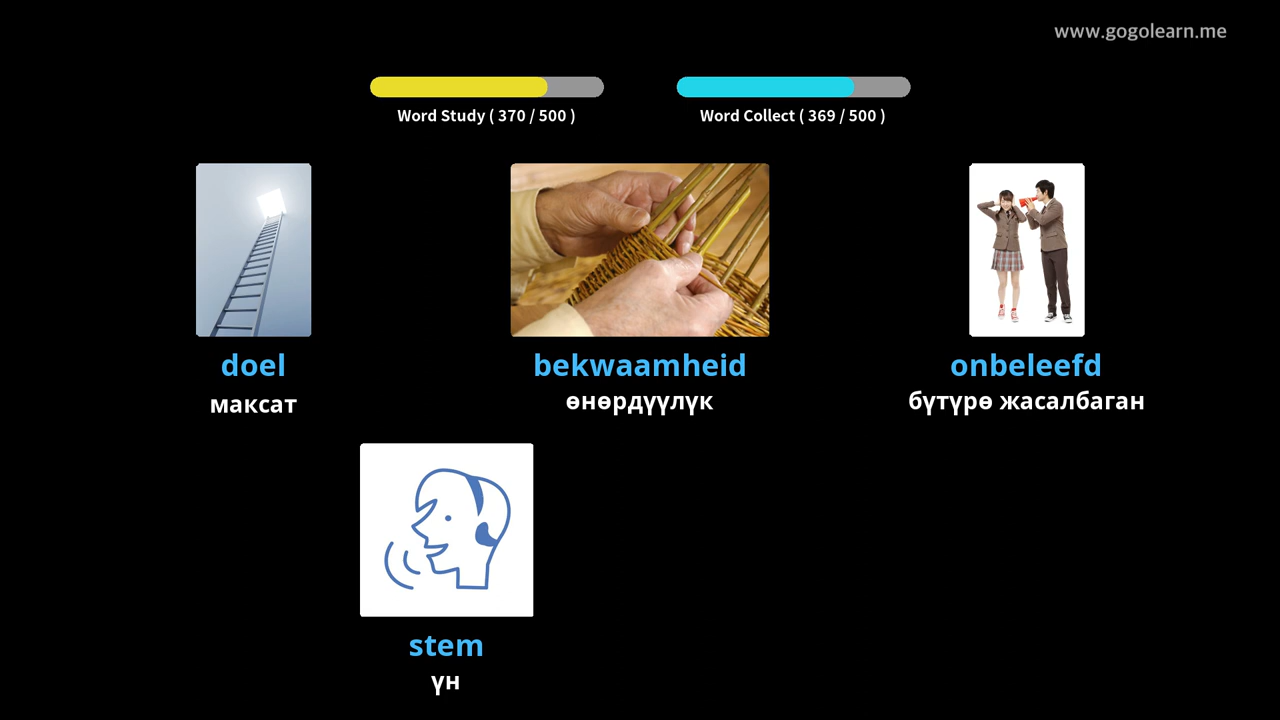 www.gogolearn.me
Word Study ( 370 / 500 )
Word Collect ( 369 / 500 )
doel
максат
bekwaamheid
өнөрдүүлүк
onbeleefd
бүтүрө жасалбаган
stem
үн